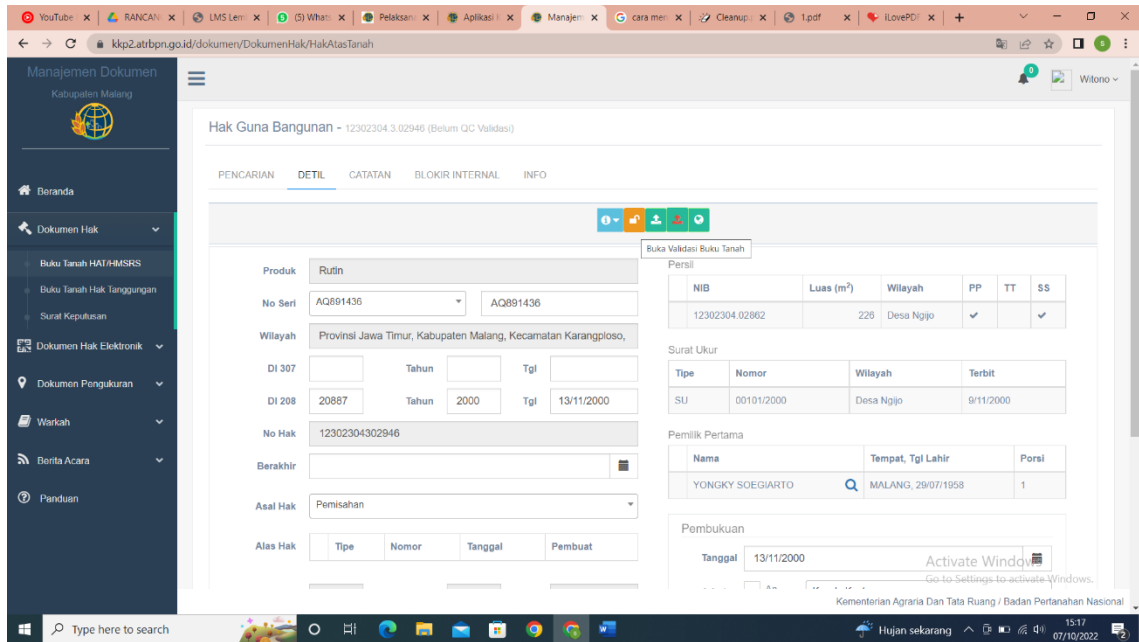 YouTube
RANCAN
LMS Lem
(5) Whats
Pelaksan
Aplikasi
Manajem
G cara men
Cleanup.
1.pdf
iLovePDF
kkp2.atrbpn.go.id/dokumen/DokumenHak/HakAtasTanah
Manajemen Dokumen
Kabupaten Malang
0
Witono
Hak Guna Bangunan - 12302304.3.02946 (Belum QC Validasi)
PENCARIAN DETIL CATATAN BLOKIR INTERNAL INFO
Beranda
Dokumen Hak
Buku Tanah HAT/HMSRS
Buku Tanah Hak Tanggungan
Surat Keputusan
Dokumen Hak Elektronik
Dokumen Pengukuran
Warkah
Berita Acara
Panduan
Buka Validasi Buku Tanah
Produk Rutin
No Seri AQ891436 AQ891436
Wilayah Provinsi Jawa Timur, Kabupaten Malang, Kecamatan Karangploso,
DI 307 Tahun Tgl
DI 208 20887 Tahun 2000 Tgl 13/11/2000
No Hak 12302304302946
Berakhir
Asal Hak Pemisahan
Alas Hak Tipe Nomor Tanggal Pembuat
Persil
NIB Luas (m²) Wilayah PP TT SS
12302304.02862 226 Desa Ngijo
Surat Ukur
Tipe Nomor Wilayah Terbit
SU 00101/2000 Desa Ngijo 9/11/2000
Pemilik Pertama
Nama Tempat, Tgl Lahir Porsi
YONGKY SOEGIARTO MALANG, 29/07/1958 1
Pembukuan
Tanggal 13/11/2000
Activate Windows
Go to Settings to activate Windows.
Kementerian Agraria Dan Tata Ruang / Badan Pertanahan Nasional
Type here to search
Hujan sekarang
15:17
07/10/2022